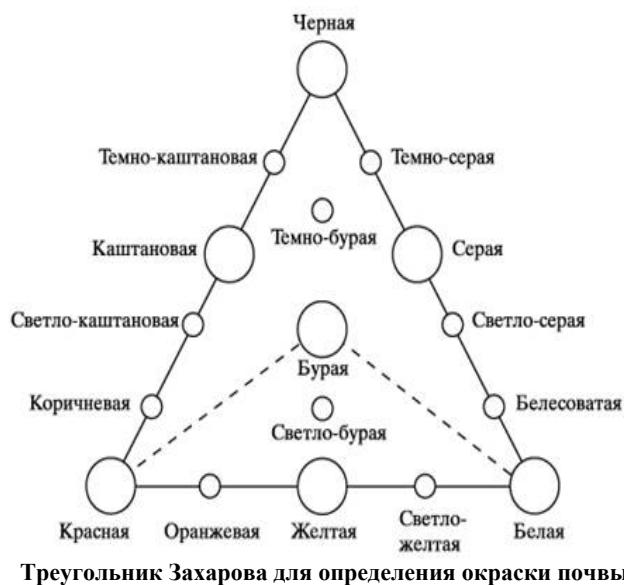 Черная
Темно-каштановая
Темно-серая
Темно-бурая
Каштановая
Серая
Светло-каштановая
Светло-серая
Бурая
Коричневая
Белесоватая
Светло-бурая
Красная
Оранжевая
Желтая
Светло-
желтая
Белая
Треугольник Захарова для определения окраски почвы